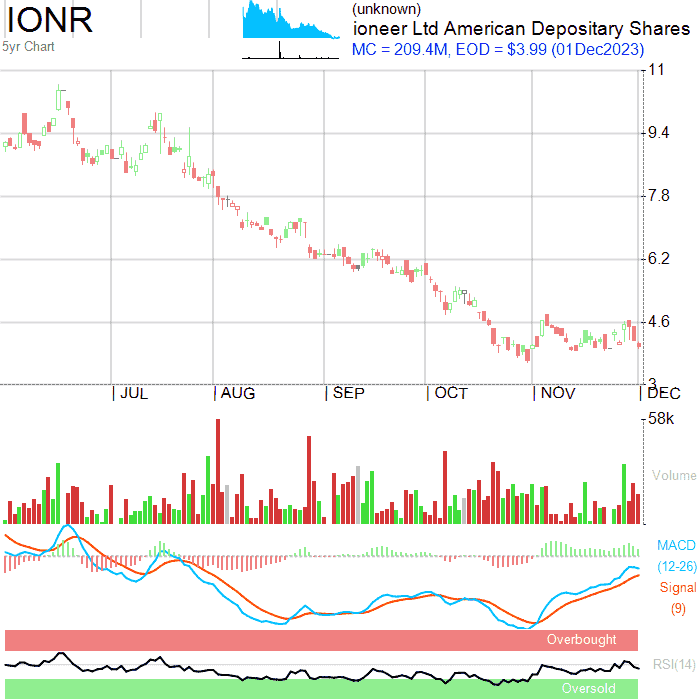 IONR
5yr Chart
(unknown)
ioneer Ltd American Depositary Shares
MC = 209.4M, EOD = $3.99 (01Dec2023)
11
9.4
7.8
6.2
4.6
3
JUL AUG SEP OCT NOV DEC
58k
Volume
MACD
(12-26)
Signal
(9)
Overbought
RSI(14)
Oversold